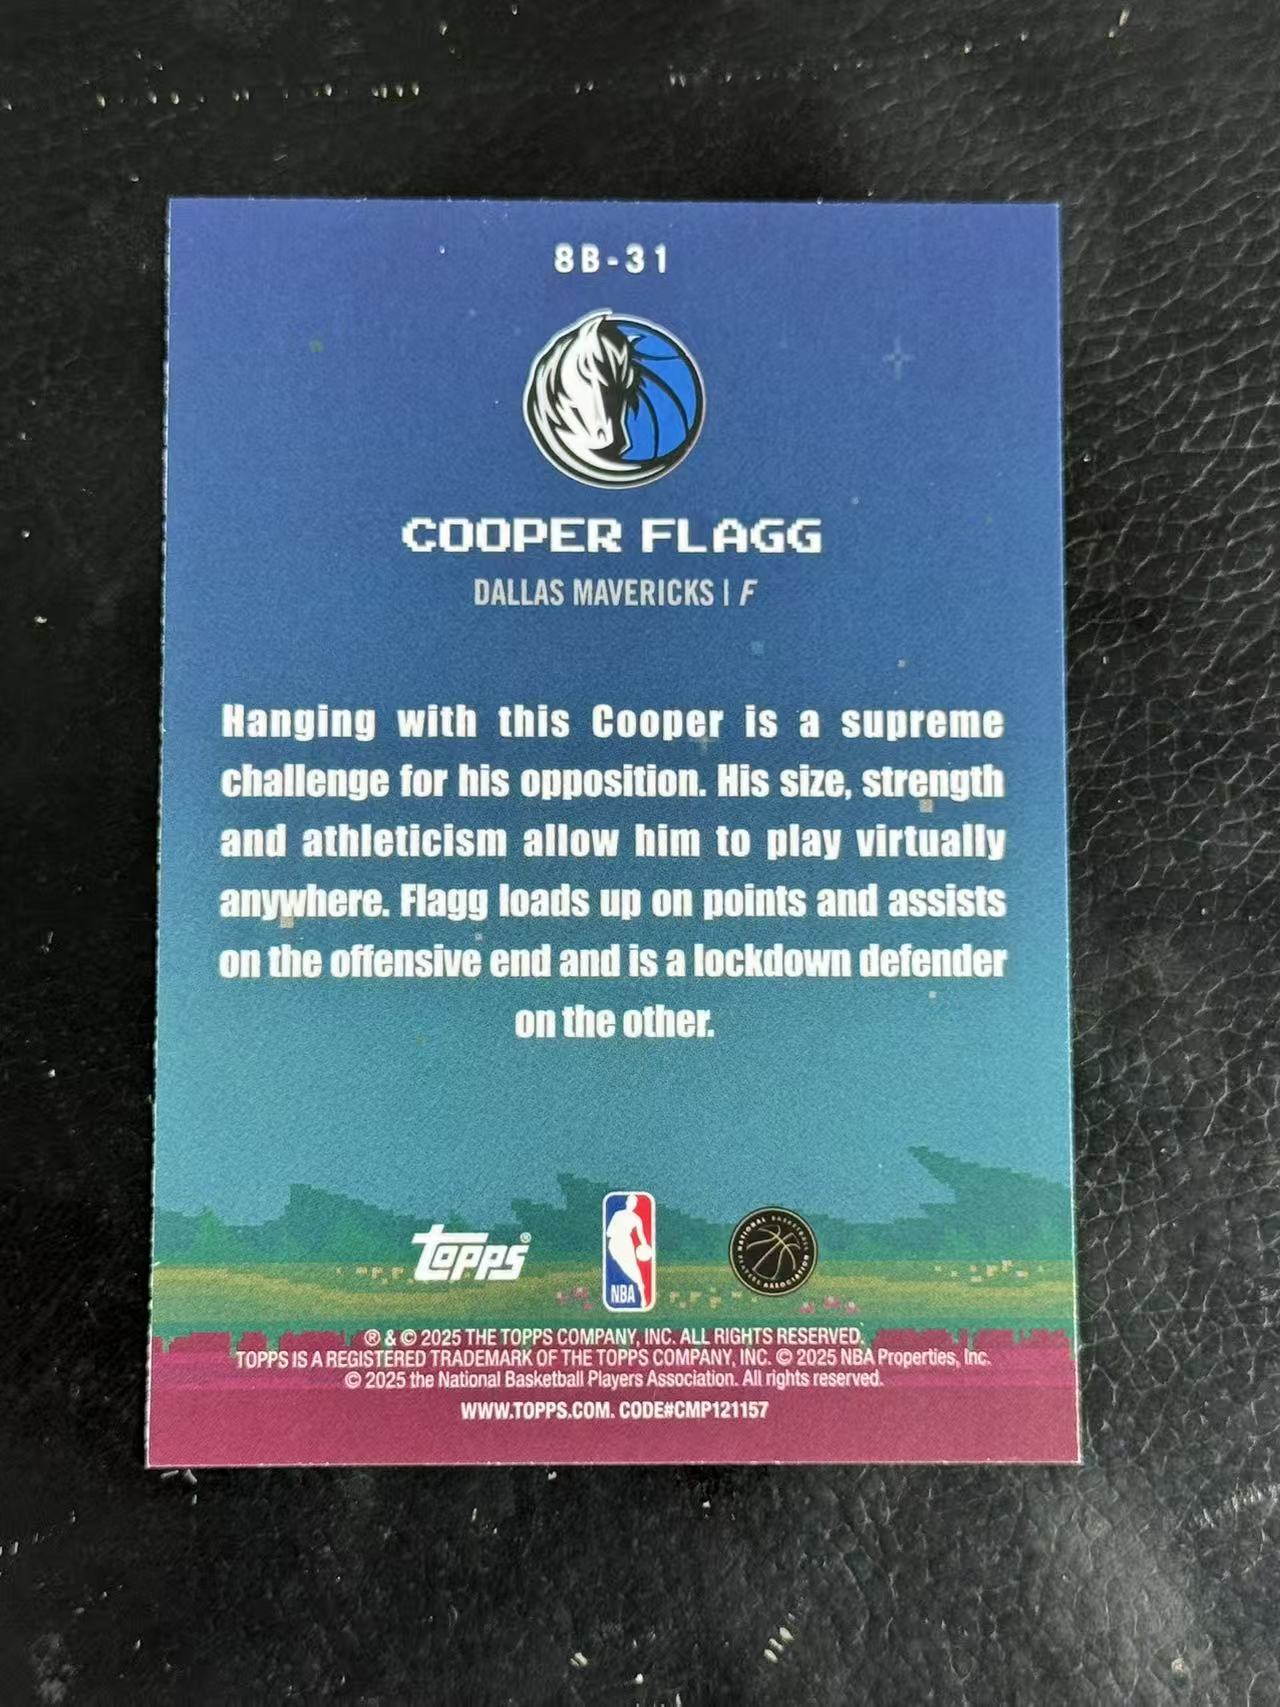 8B-31
COOPER FLAGG
DALLAS MAVERICKS | F
Hanging with this Cooper is a supreme
challenge for his opposition. His size, strength
and athleticism allow him to play virtually
anywhere. Flagg loads up on points and assists
on the offensive end and is a lockdown defender
on the other.
topps®
NBA
NATIONAL BASKETBALL
PLAYERS ASSOCIATION
® & © 2025 THE TOPPS COMPANY, INC. ALL RIGHTS RESERVED.
TOPPS IS A REGISTERED TRADEMARK OF THE TOPPS COMPANY, INC. © 2025 NBA Properties, Inc.
© 2025 the National Basketball Players Association. All rights reserved.
WWW.TOPPS.COM. CODE#CMP121157